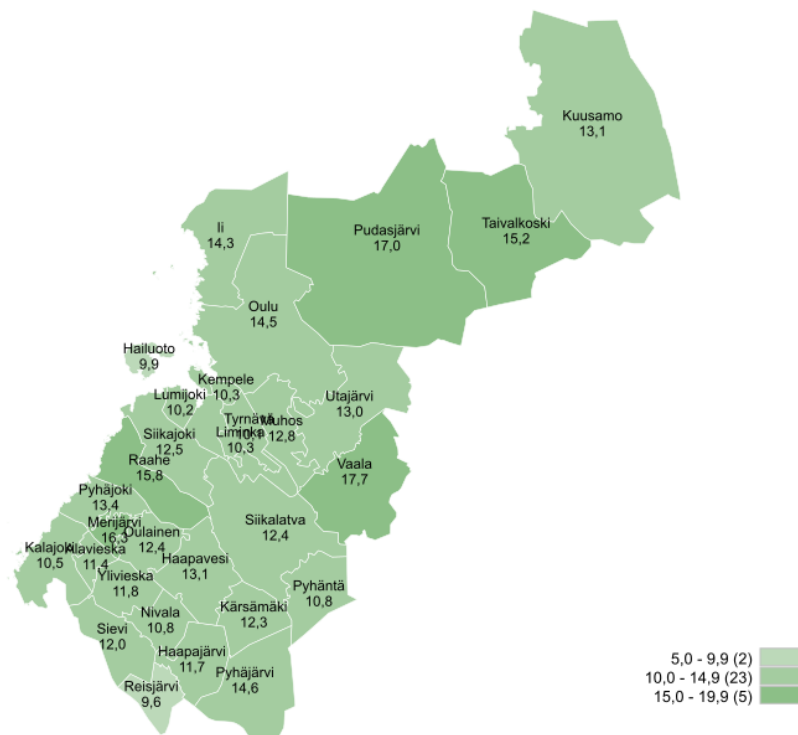 Kuusamo
13,1
Ii
14,3
Pudasjärvi
17,0
Taivalkoski
15,2
Oulu
14,5
Hailuoto
9,9
Kempele
10,3
Lumijoki
10,2
Utajärvi
13,0
Tyrnävä
10,1
Muhos
12,8
Liminka
10,3
Siikajoki
12,5
Raahe
15,8
Vaala
17,7
Pyhäjoki
13,4
Siikalatva
12,4
Merijärvi
16,3
Oulainen
12,4
Kalajoki
10,5
Alavieska
11,4
Haapavesi
13,1
Ylivieska
11,8
Pyhäntä
10,8
Nivala
10,8
Kärsämäki
12,3
Sievi
12,0
Haapajärvi
11,7
Pyhäjärvi
14,6
Reisjärvi
9,6
5,0 - 9,9 (2)
10,0 - 14,9 (23)
15,0 - 19,9 (5)